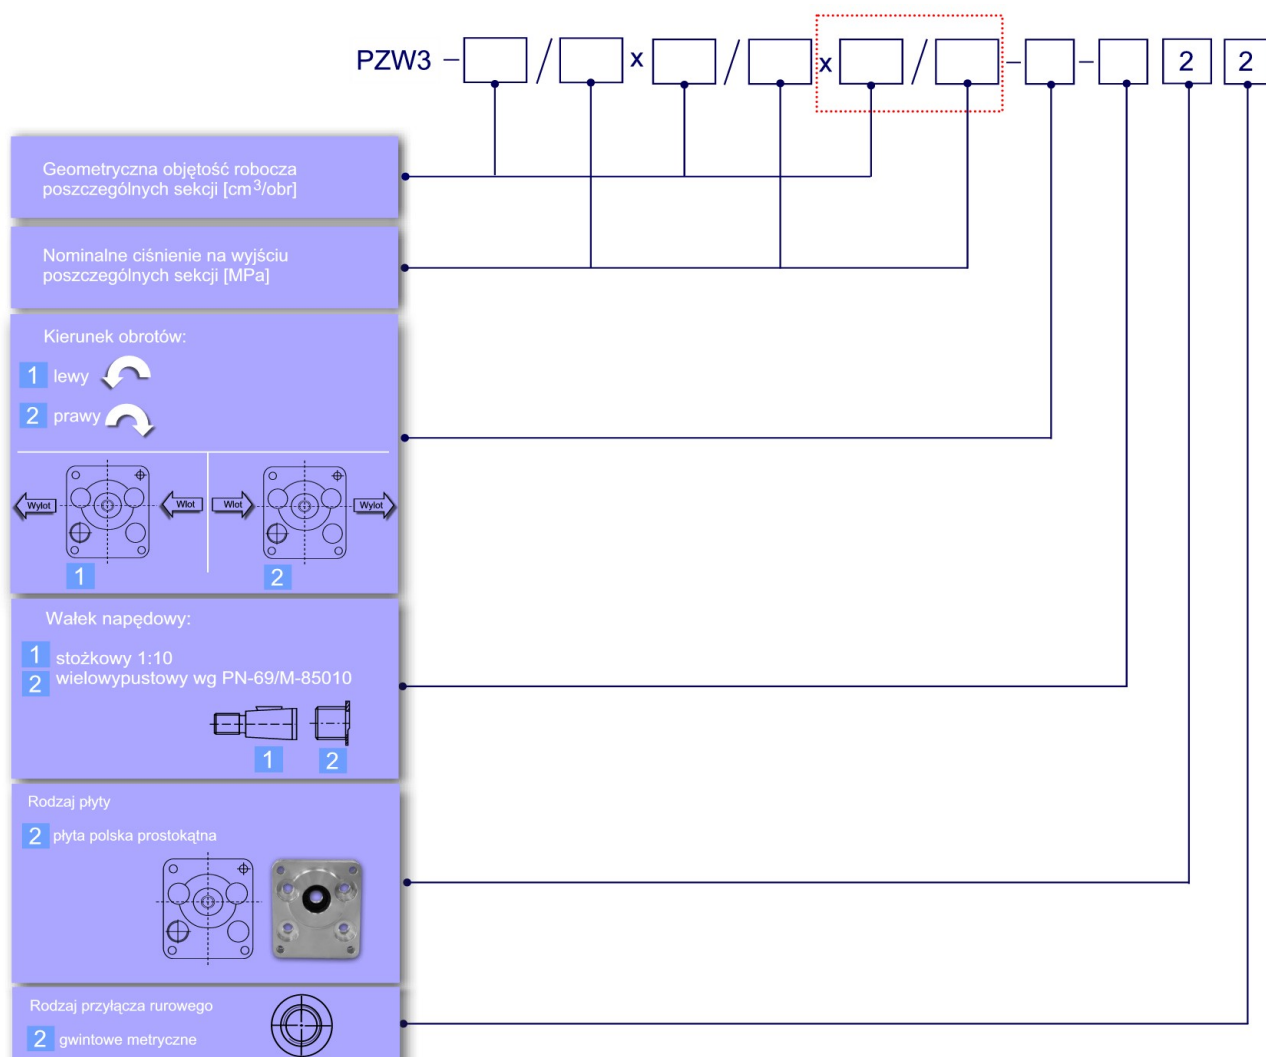 PZW3 – / x / x / – – 2 2
Geometryczna objętość robocza
poszczególnych sekcji [cm³/obr]
Nominalne ciśnienie na wyjściu
poszczególnych sekcji [MPa]
Kierunek obrotów:
1 lewy
2 prawy
Wylot Wlot Wlot Wylot
1 2
Wałek napędowy:
1 stożkowy 1:10
2 wielowypustowy wg PN-69/M-85010
1 2
Rodzaj płyty
2 płyta polska prostokątna
Rodzaj przyłącza rurowego
2 gwintowe metryczne